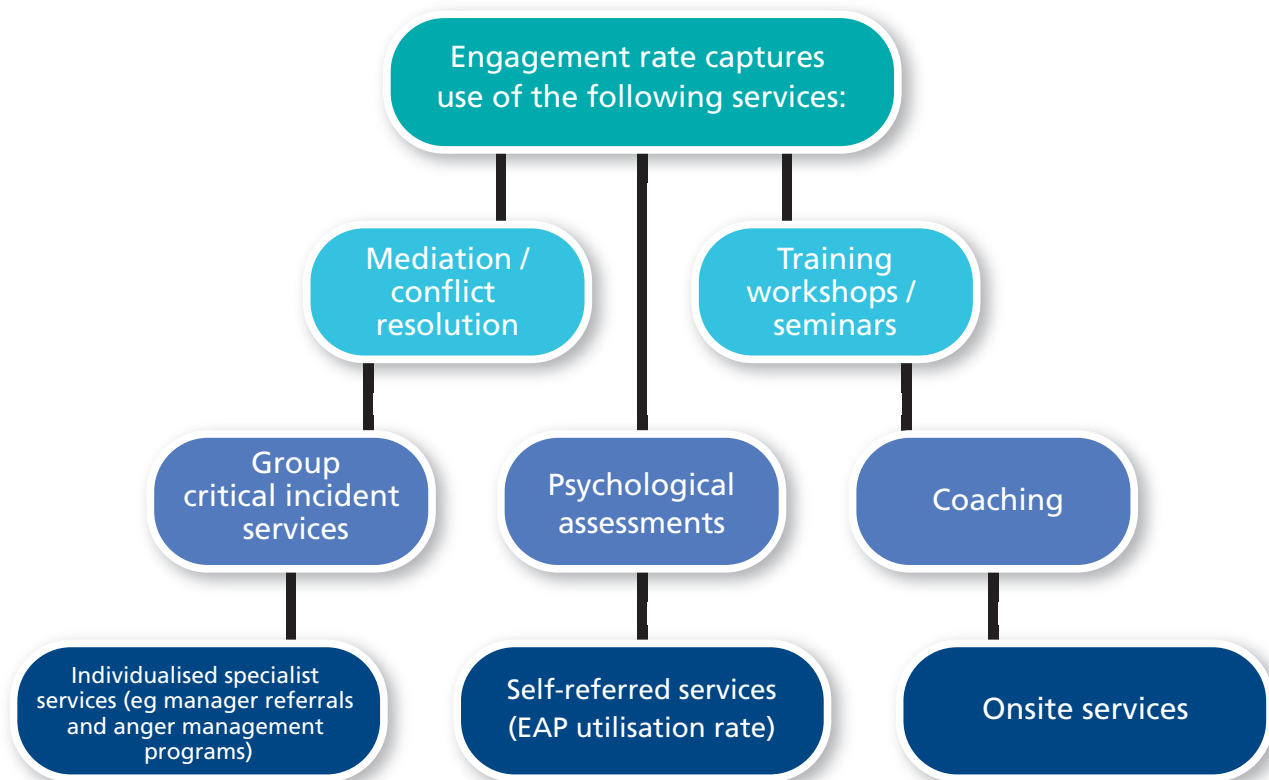 Engagement rate captures
use of the following services:
Mediation /
conflict
resolution
Training
workshops /
seminars
Group
critical incident
services
Psychological
assessments
Coaching
Individualised specialist
services (eg manager referrals
and anger management
programs)
Self-referred services
(EAP utilisation rate)
Onsite services